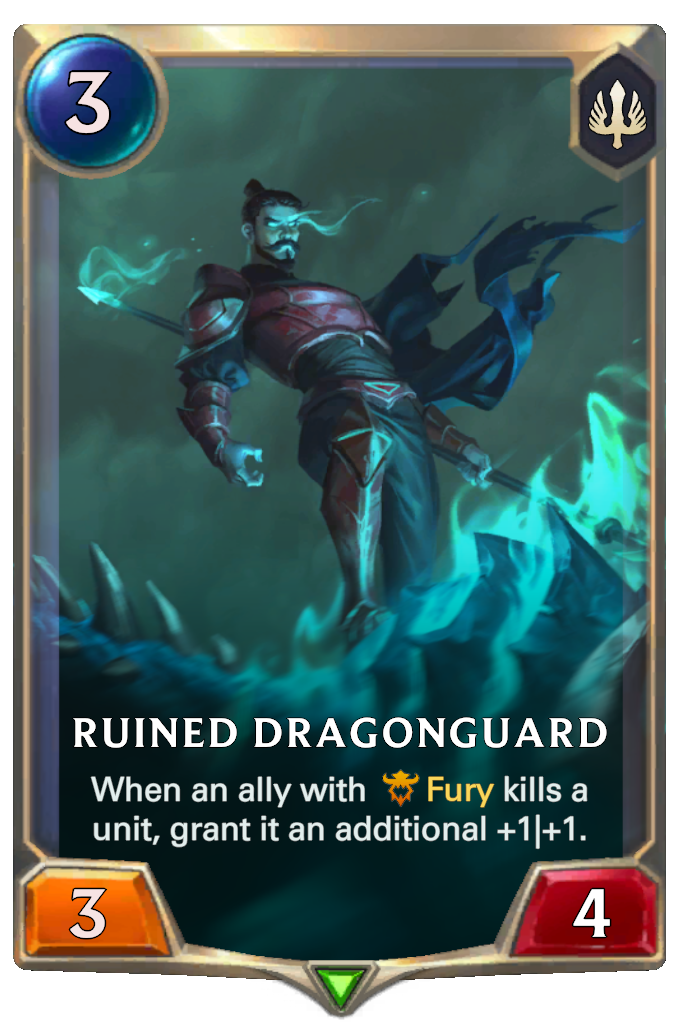 3
RUINED DRAGONGUARD
When an ally with Fury kills a
unit, grant it an additional +1|+1.
3
4